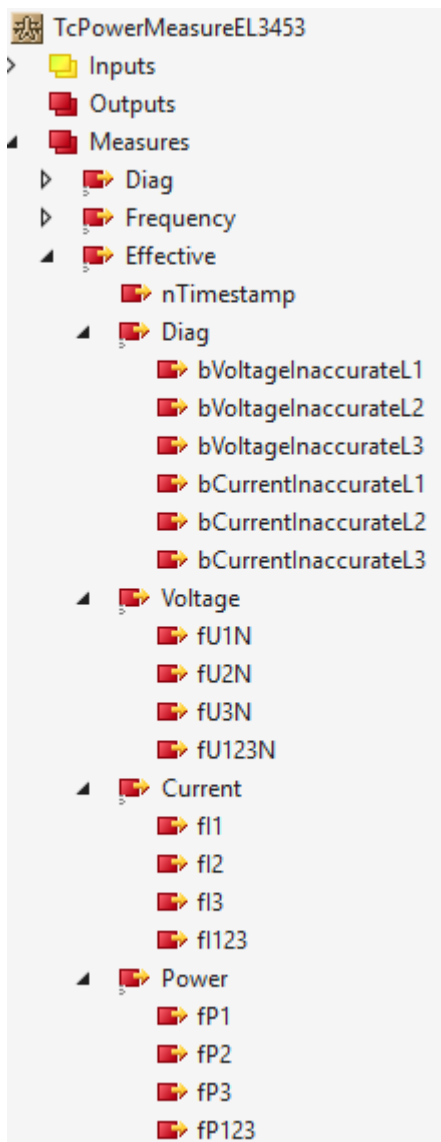 TcPowerMeasureEL3453
Inputs
Outputs
Measures
Diag
Frequency
Effective
nTimestamp
Diag
bVoltageInaccurateL1
bVoltageInaccurateL2
bVoltageInaccurateL3
bCurrentInaccurateL1
bCurrentInaccurateL2
bCurrentInaccurateL3
Voltage
fU1N
fU2N
fU3N
fU123N
Current
fI1
fI2
fI3
fI123
Power
fP1
fP2
fP3
fP123